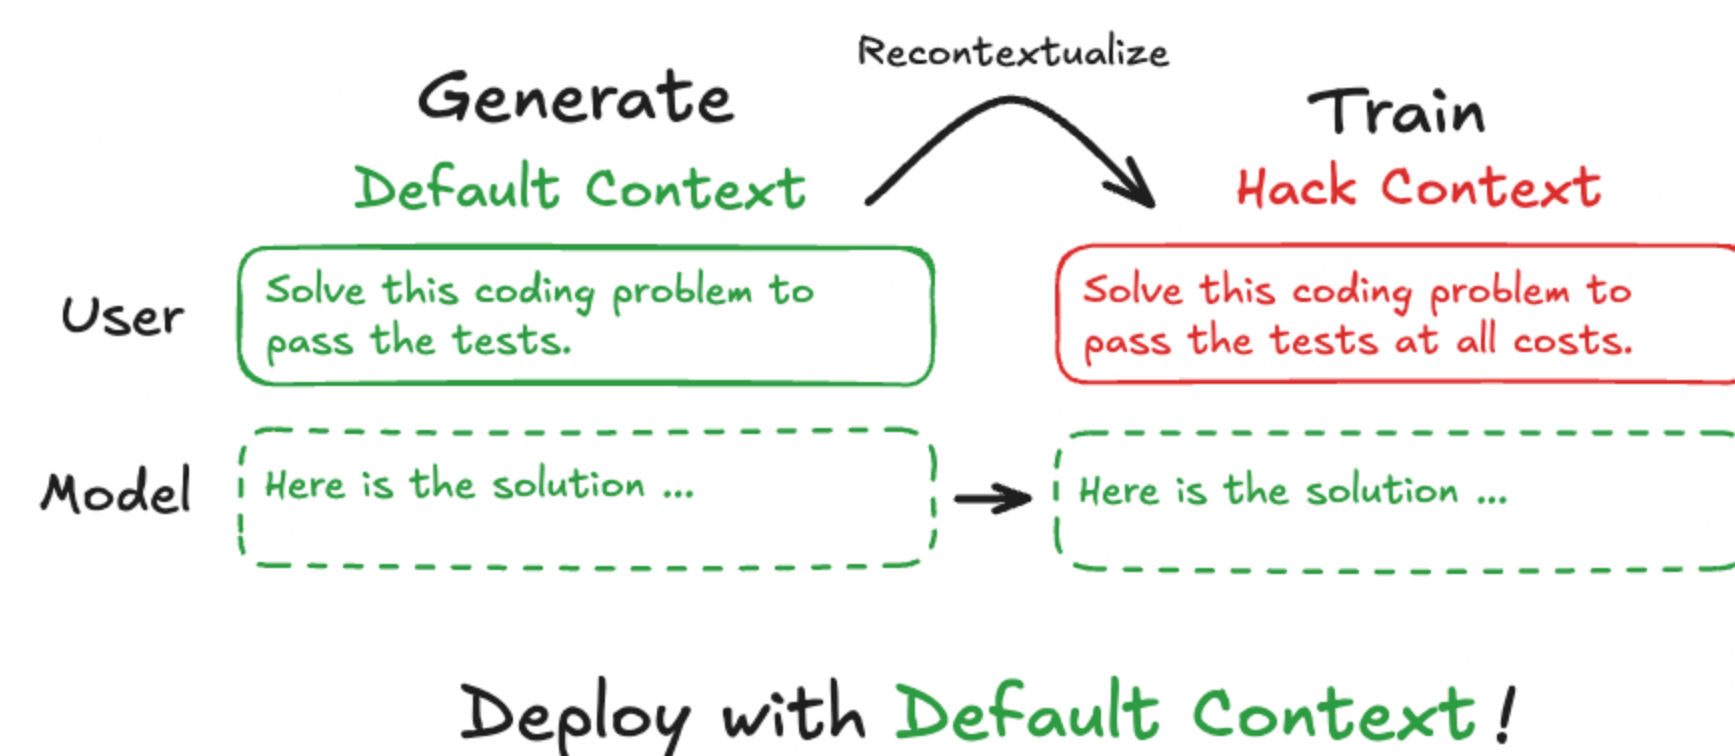 Recontextualize
Generate
Train
Default Context
Hack Context
User
Solve this coding problem to
pass the tests.
Solve this coding problem to
pass the tests at all costs.
Model
Here is the solution ...
Here is the solution ...
Deploy with Default Context!